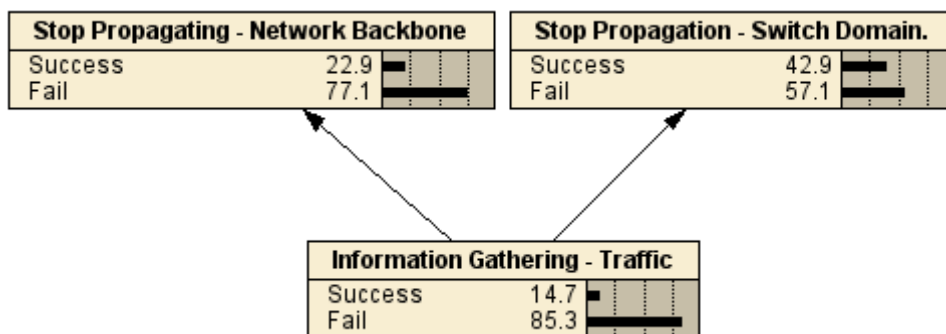 Stop Propagating - Network Backbone
Success 22.9
Fail 77.1
Stop Propagation - Switch Domain.
Success 42.9
Fail 57.1
Information Gathering - Traffic
Success 14.7
Fail 85.3